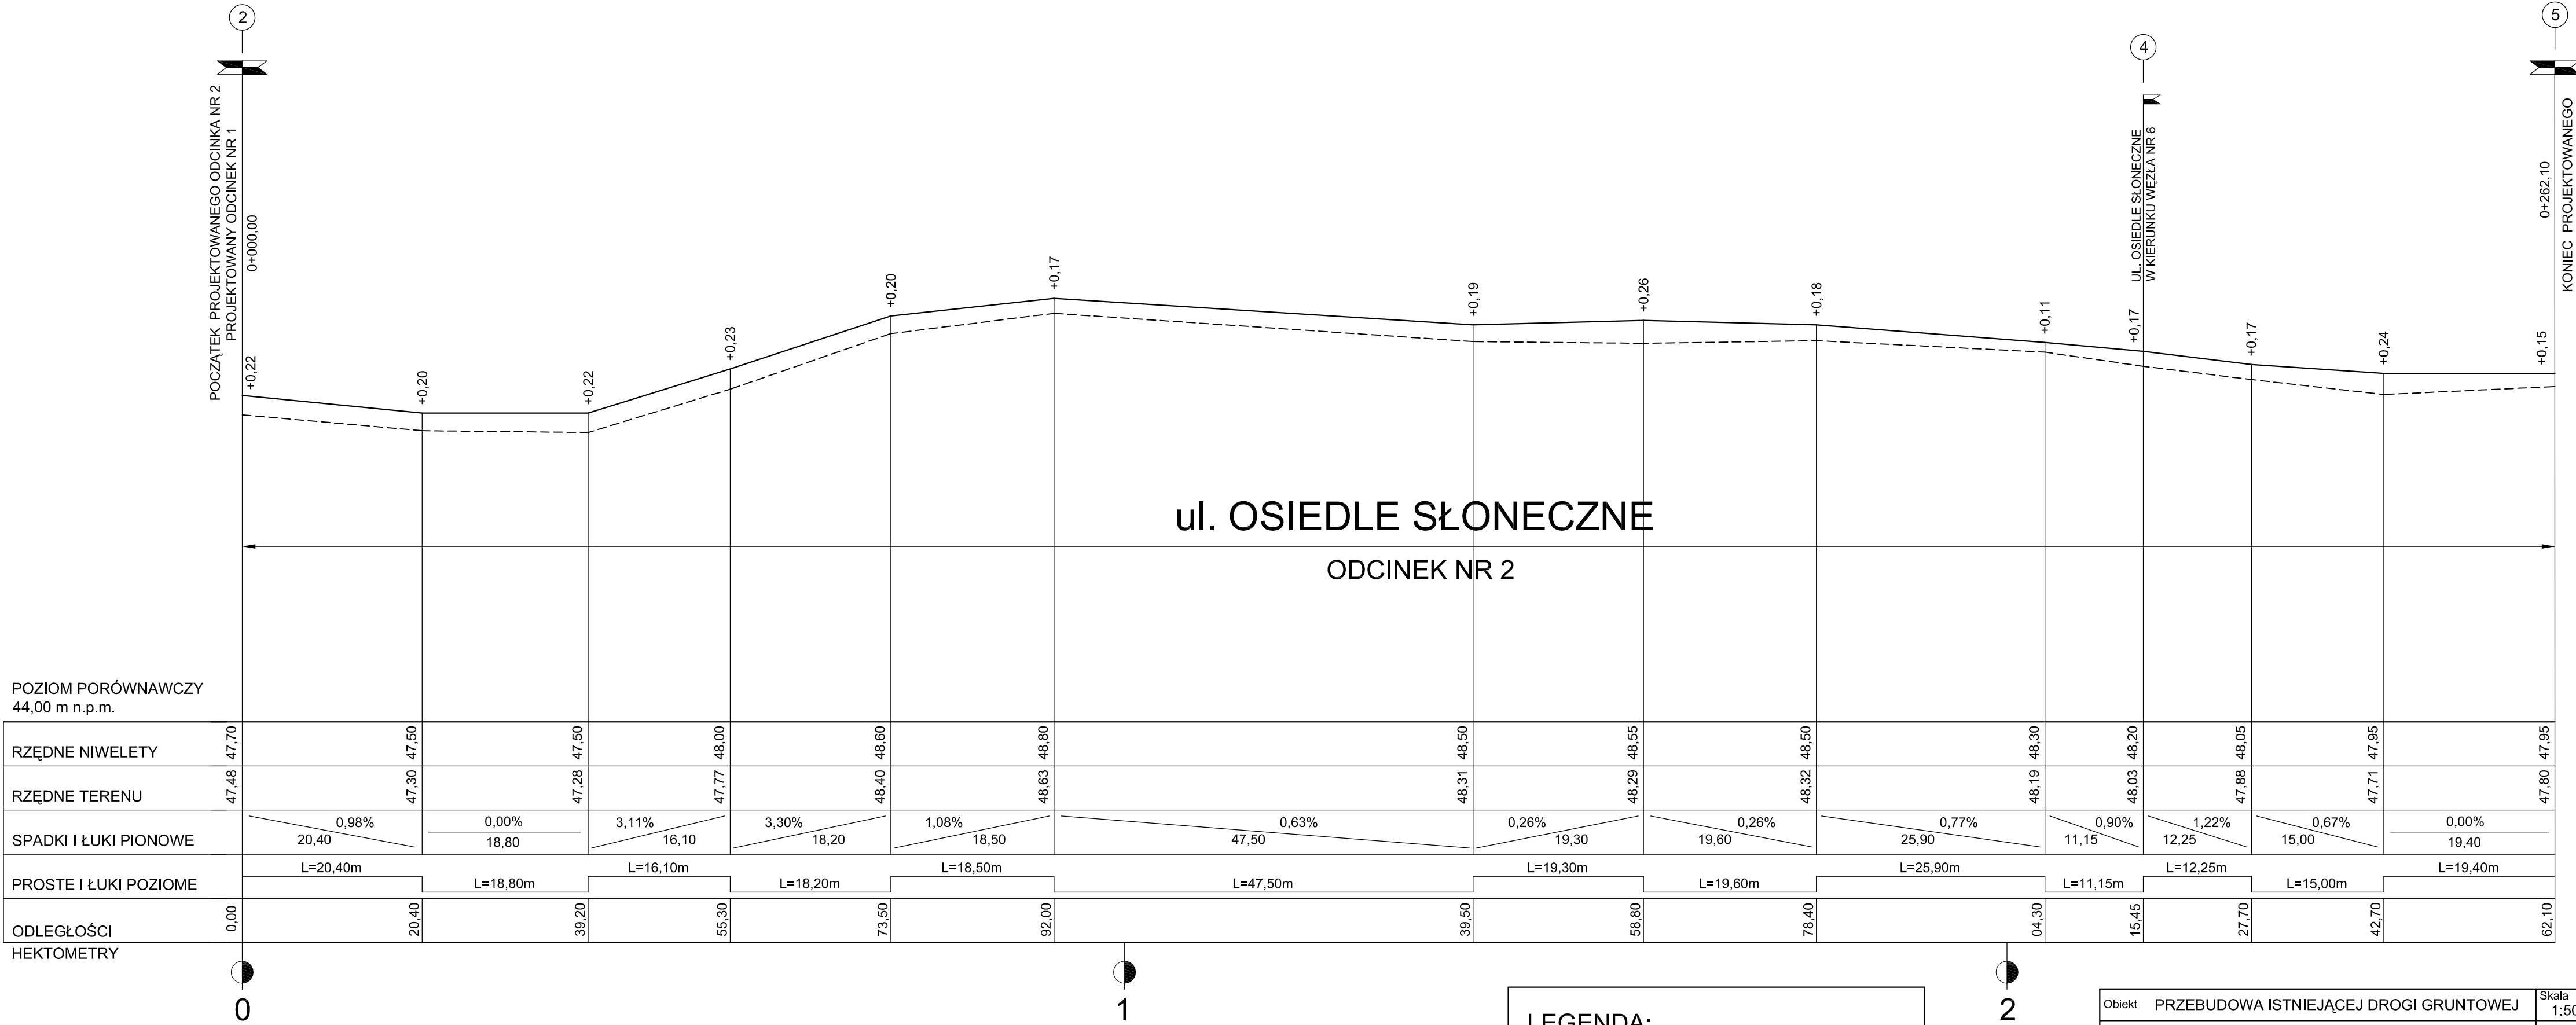 2
5
4
POCZĄTEK PROJEKTOWANEGO ODCINKA NR 2
PROJEKTOWANY ODCINEK NR 1
0+000,00
UL. OSIEDLE SŁONECZNE
W KIERUNKU WĘZŁA NR 6
0+262,10
KONIEC PROJEKTOWANEGO
+0,22 +0,20 +0,22 +0,23 +0,20 +0,17 +0,19 +0,26 +0,18 +0,11 +0,17 +0,17 +0,24 +0,15
ul. OSIEDLE SŁONECZNE
ODCINEK NR 2
POZIOM PORÓWNAWCZY
44,00 m n.p.m.
RZĘDNE NIWELETY 47,70 47,50 47,50 48,00 48,60 48,80 48,50 48,55 48,50 48,30 48,20 48,05 47,95 47,95
RZĘDNE TERENU 47,48 47,30 47,28 47,77 48,40 48,63 48,31 48,29 48,32 48,19 48,03 47,88 47,71 47,80
SPADKI I ŁUKI PIONOWE
0,98% 0,00% 3,11% 3,30% 1,08% 0,63% 0,26% 0,26% 0,77% 0,90% 1,22% 0,67% 0,00%
20,40 18,80 16,10 18,20 18,50 47,50 19,30 19,60 25,90 11,15 12,25 15,00 19,40
PROSTE I ŁUKI POZIOME
L=20,40m L=18,80m L=16,10m L=18,20m L=18,50m L=47,50m L=19,30m L=19,60m L=25,90m L=11,15m L=12,25m L=15,00m L=19,40m
ODLEGŁOŚCI 0,00 20,40 39,20 55,30 73,50 92,00 39,50 58,80 78,40 04,30 15,45 27,70 42,70 62,10
HEKTOMETRY
0 1 2
LEGENDA:
Obiekt PRZEBUDOWA ISTNIEJĄCEJ DROGI GRUNTOWEJ
Skala